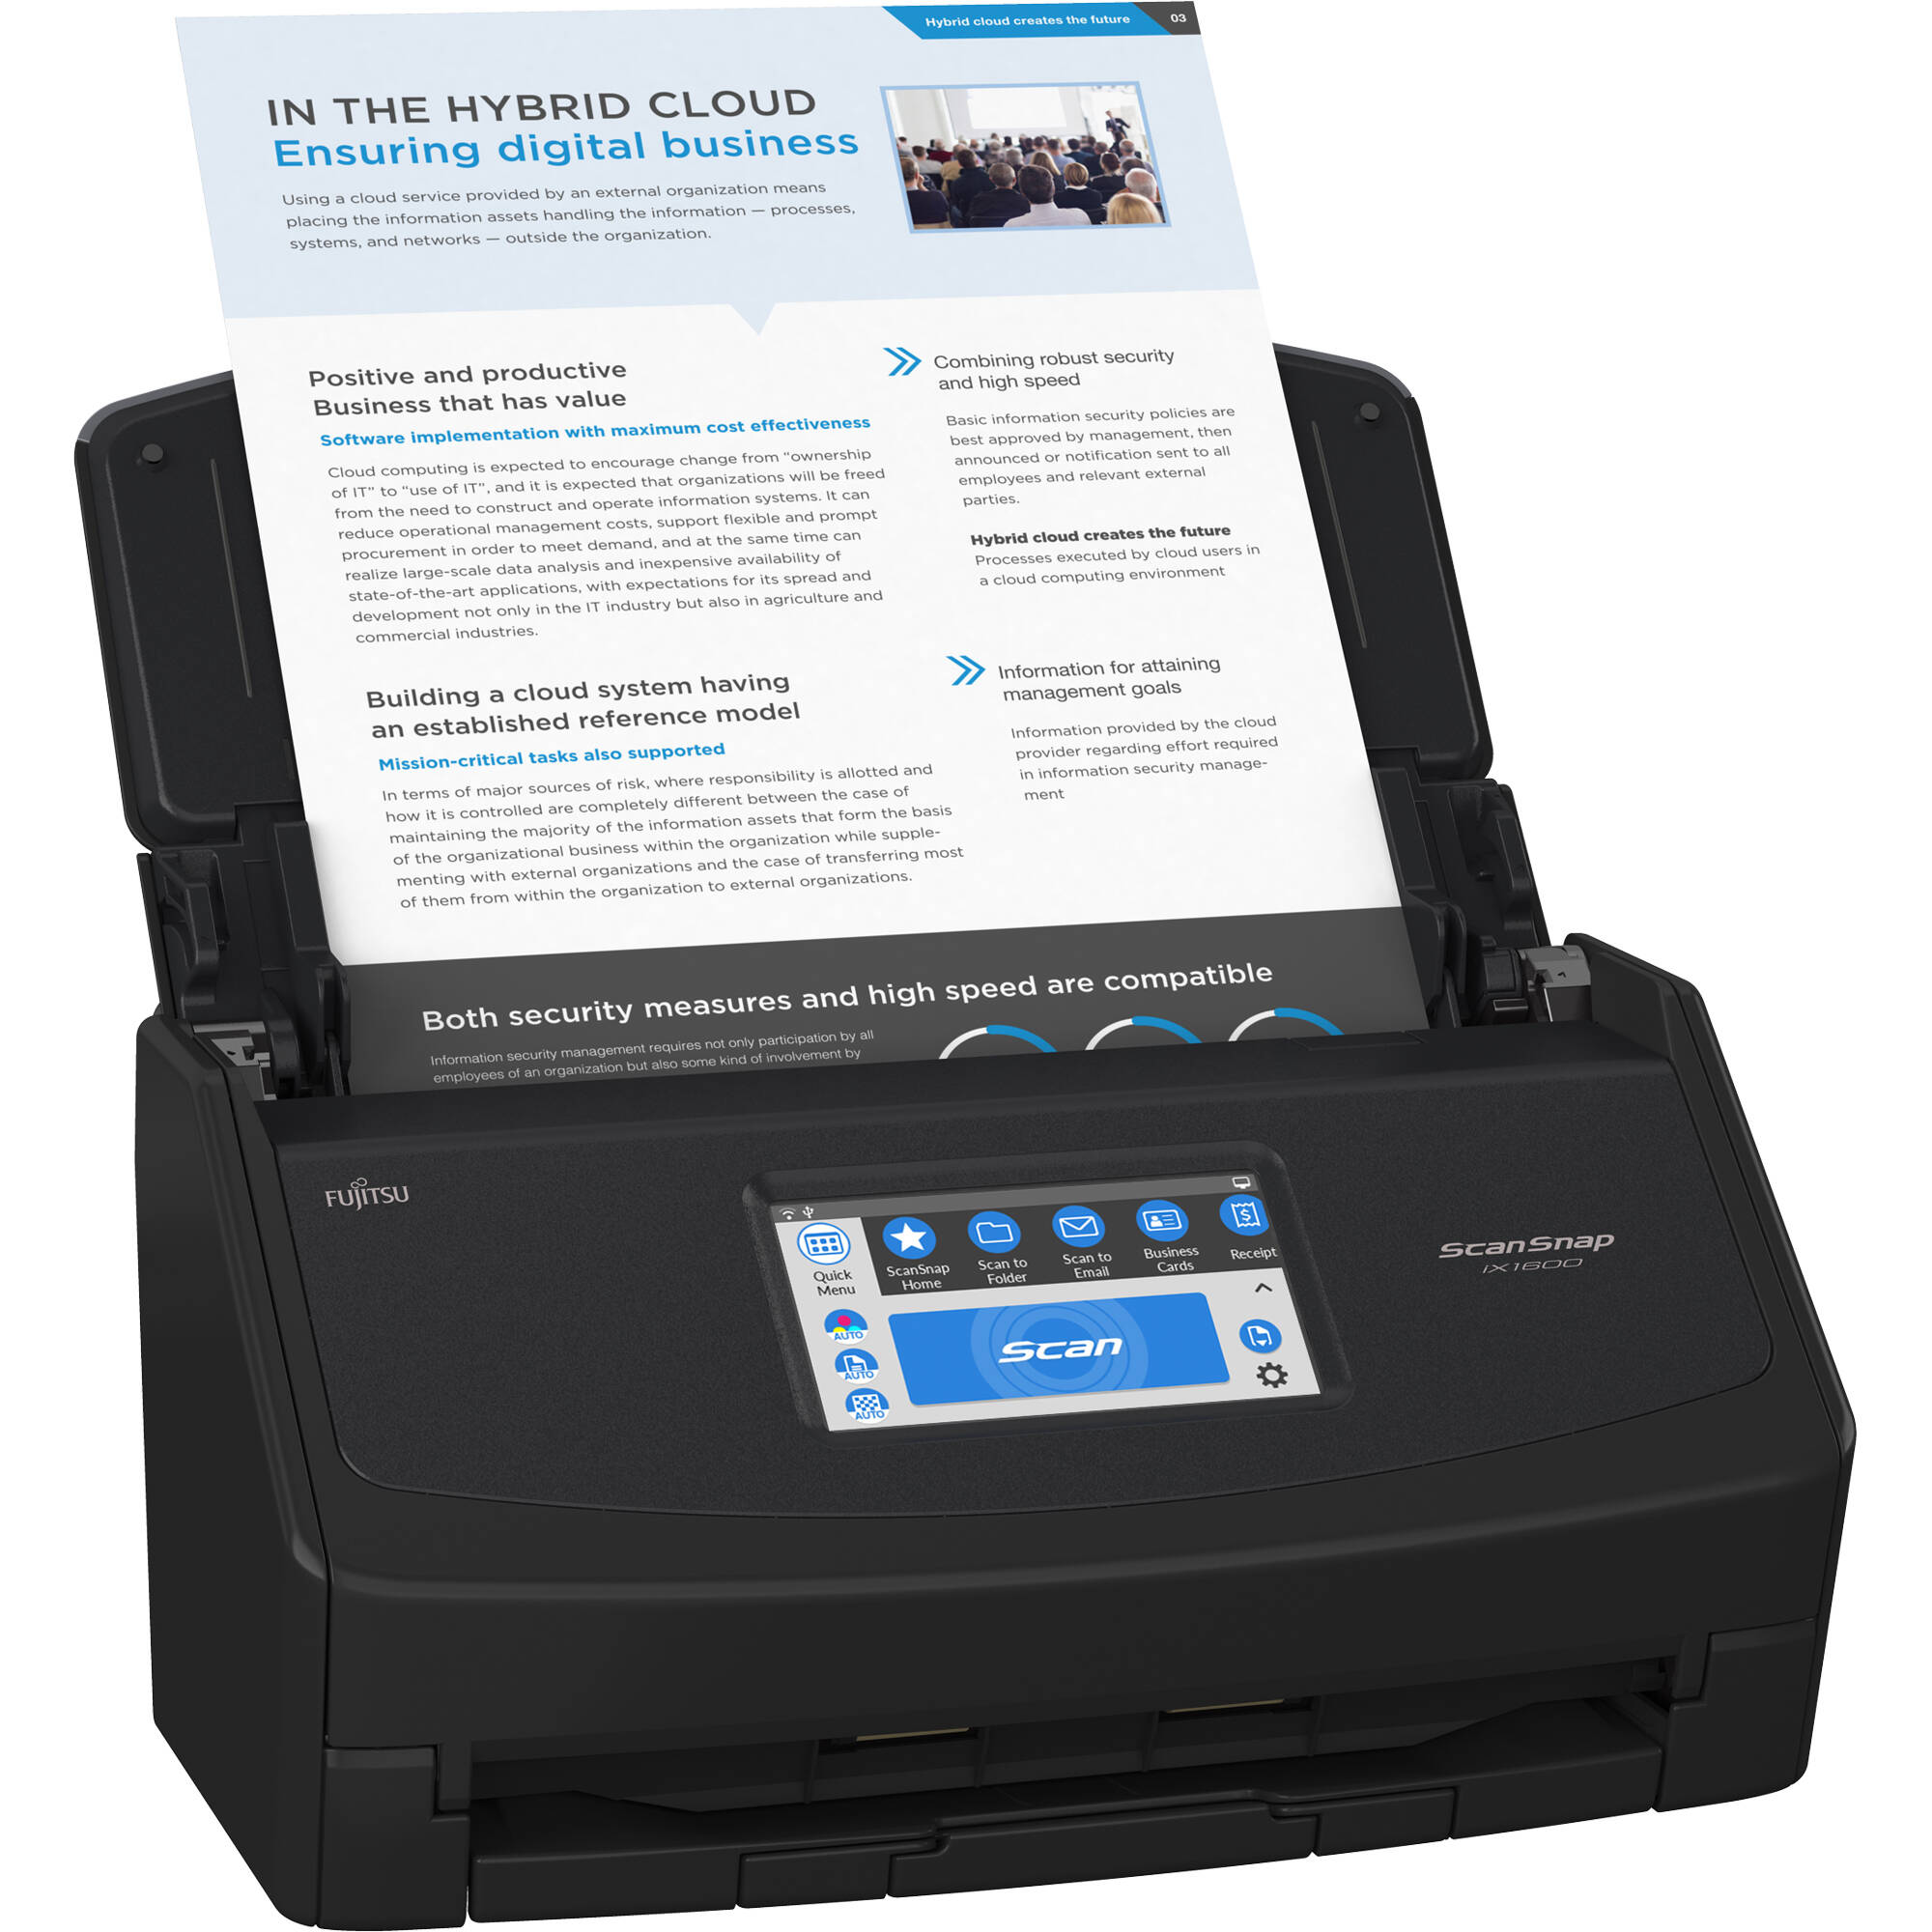 Hybrid cloud creates the future 03
IN THE HYBRID CLOUD
Ensuring digital business
Using a cloud service provided by an external organization means
placing the information assets handling the information — processes,
systems, and networks — outside the organization.
Positive and productive
Business that has value
Software implementation with maximum cost effectiveness
Cloud computing is expected to encourage change from "ownership
of IT" to "use of IT", and it is expected that organizations will be freed
from the need to construct and operate information systems. It can
reduce operational management costs, support flexible and prompt
procurement in order to meet demand, and at the same time can
realize large-scale data analysis and inexpensive availability of
state-of-the-art applications, with expectations for its spread and
development not only in the IT industry but also in agriculture and
commercial industries.
Building a cloud system having
an established reference model
Mission-critical tasks also supported
In terms of major sources of risk, where responsibility is allotted and
how it is controlled are completely different between the case of
maintaining the majority of the information assets that form the basis
of the organizational business within the organization while supple-
menting with external organizations and the case of transferring most
of them from within the organization to external organizations.
Combining robust security
and high speed
Basic information security policies are
best approved by management, then
announced or notification sent to all
employees and relevant external
parties.
Hybrid cloud creates the future
Processes executed by cloud users in
a cloud computing environment
Information for attaining
management goals
Information provided by the cloud
provider regarding effort required
in information security manage-
ment
Both security measures and high speed are compatible
Information security management requires not only participation by all
employees of an organization but also some kind of involvement by
FUJITSU
Quick
Menu
ScanSnap
Home
Scan to
Folder
Scan to
Email
Business
Cards
Receipt
AUTO
AUTO
AUTO
Scan
ScanSnap
iX1600